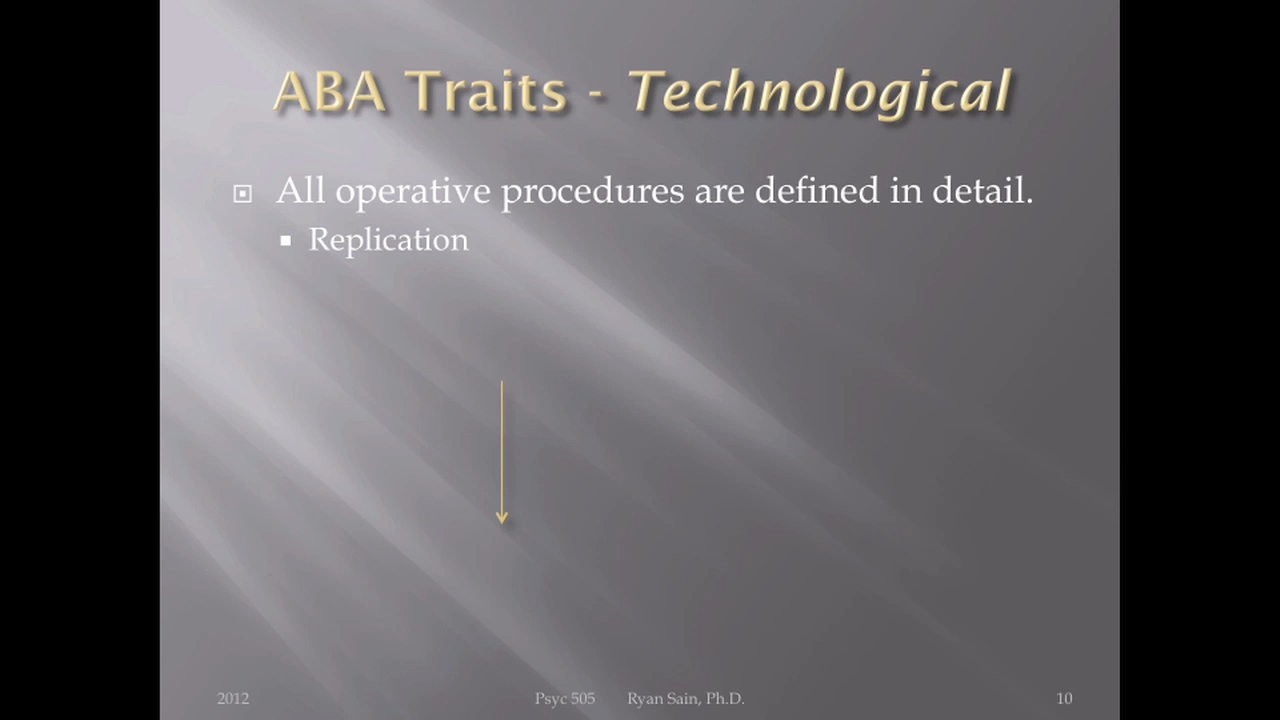 ABA Traits - Technological
All operative procedures are defined in detail.
Replication
2012 Psyc 505 Ryan Sain, Ph.D. 10